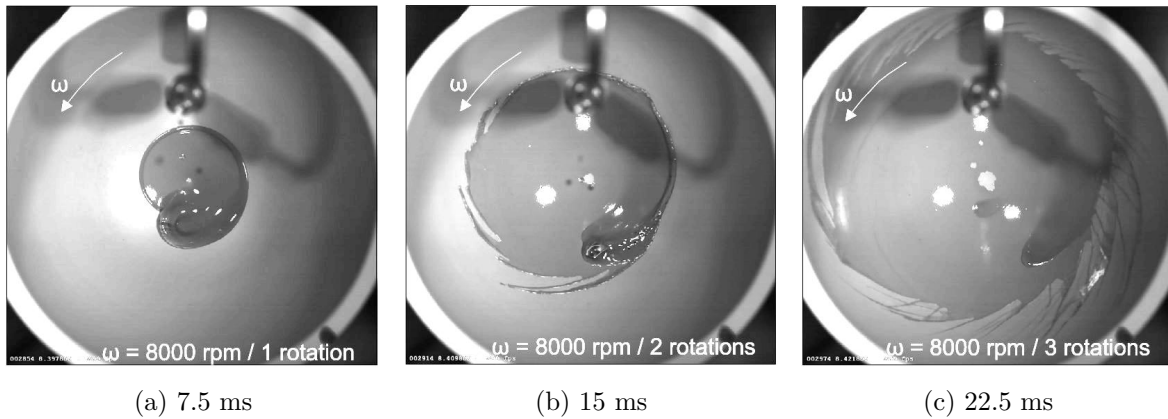 ω
ω = 8000 rpm / 1 rotation
ω
ω = 8000 rpm / 2 rotations
ω
ω = 8000 rpm / 3 rotations
(a) 7.5 ms
(b) 15 ms
(c) 22.5 ms